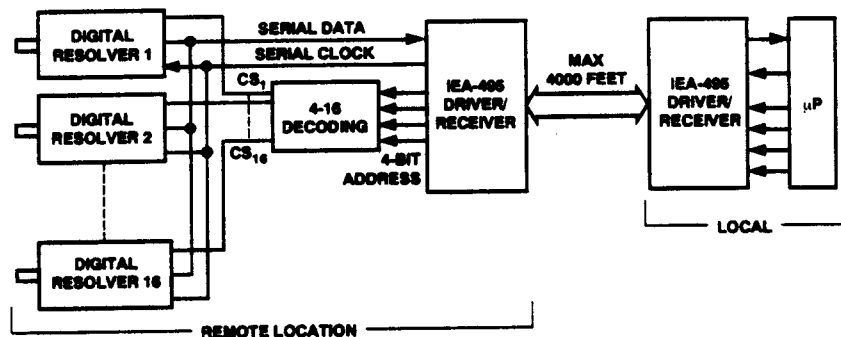 DIGITAL
RESOLVER 1
SERIAL DATA
SERIAL CLOCK
CS1
DIGITAL
RESOLVER 2
4-16
DECODING
CS16
4-BIT
ADDRESS
IEA-495
DRIVER/
RECEIVER
MAX
4000 FEET
IEA-495
DRIVER/
RECEIVER
μP
LOCAL
DIGITAL
RESOLVER 16
REMOTE LOCATION